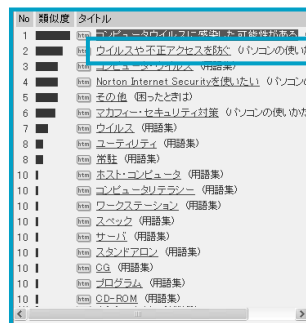 No 類似度 タイトル
1 htm コンピュータウイルスに感染した可能性がある
2 htm ウイルスや不正アクセスを防ぐ (パソコンの使い
3 htm コンピュータ・ウイルス (用語集)
4 htm Norton Internet Securityを使いたい (パソコン
5 htm その他 (困ったときは)
6 htm マカフィー・セキュリティ対策 (パソコンの使いか
7 htm ウイルス (用語集)
8 htm ユーティリティ (用語集)
9 htm 常駐 (用語集)
10 htm ホスト・コンピュータ (用語集)
10 htm コンピュータリテラシー (用語集)
10 htm ワークステーション (用語集)
10 htm スペック (用語集)
10 htm サーバ (用語集)
10 htm スタンドアロン (用語集)
10 htm CG (用語集)
10 htm プログラム (用語集)
10 htm CD-ROM (用語集)